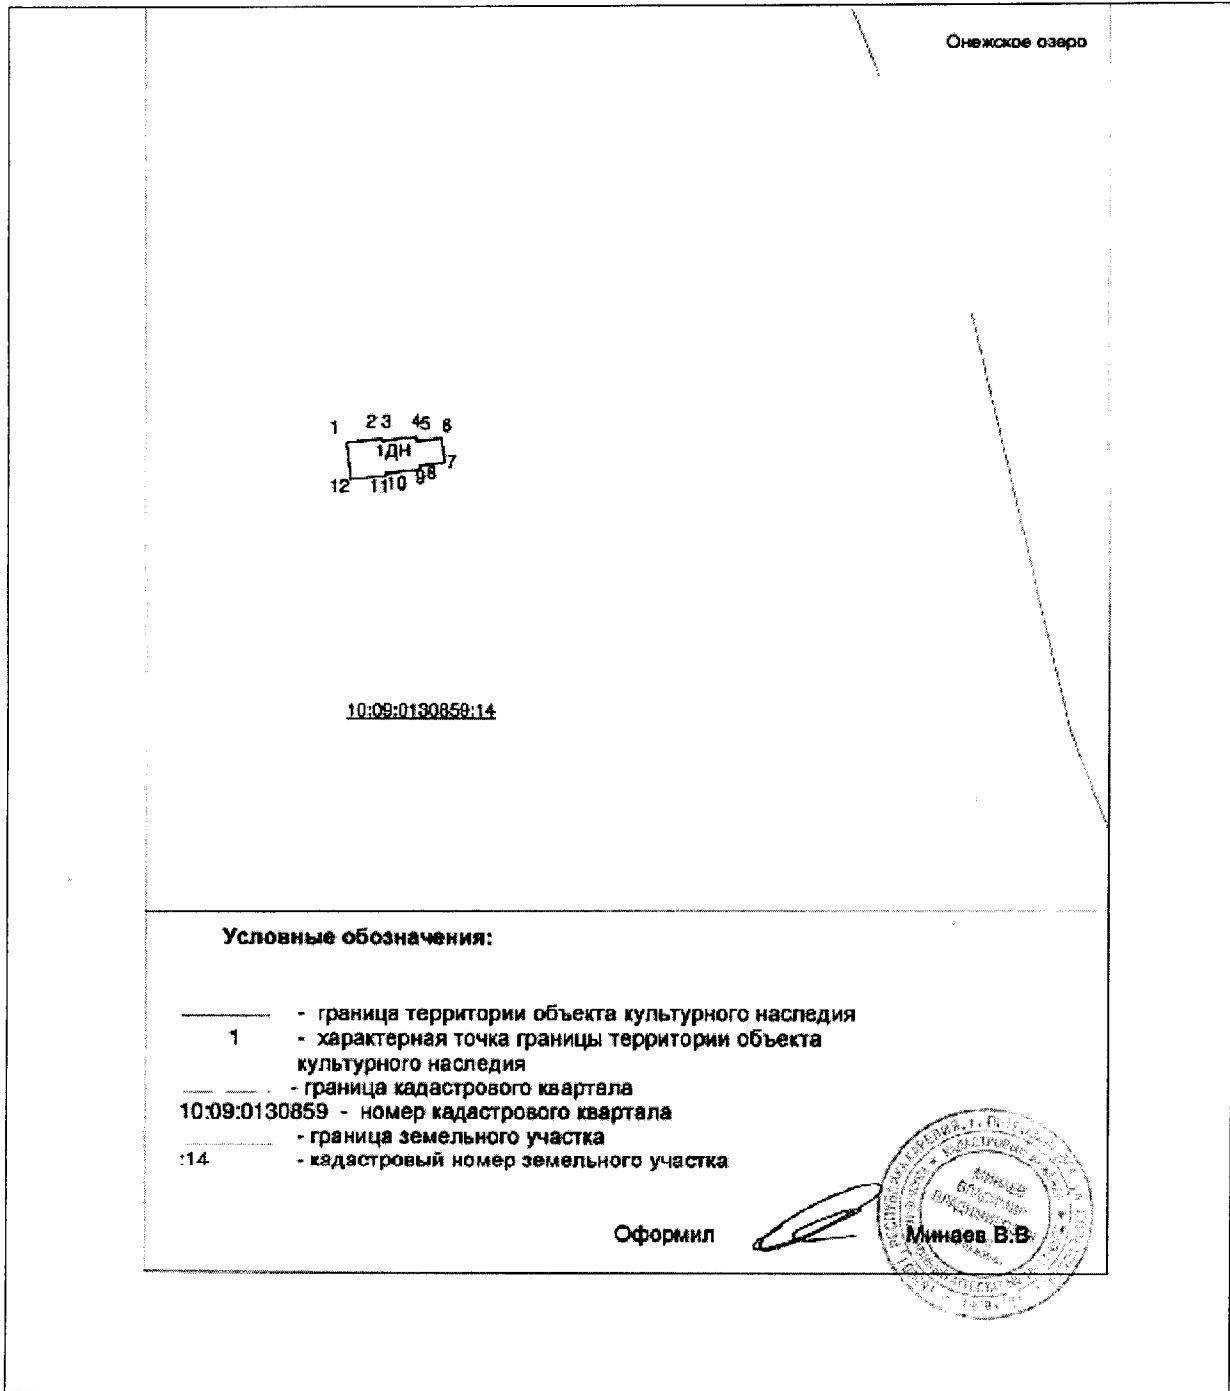 Онежское озеро
1 2 3 4 5 6
1ДН
7
12 11 10 9 8
10:09:0130859:14
Условные обозначения:
- граница территории объекта культурного наследия
1 - характерная точка границы территории объекта
культурного наследия
- граница кадастрового квартала
10:09:0130859 - номер кадастрового квартала
- граница земельного участка
:14 - кадастровый номер земельного участка
Оформил Минаев В.В
МИНАЕВ
ВЛАДИМИР